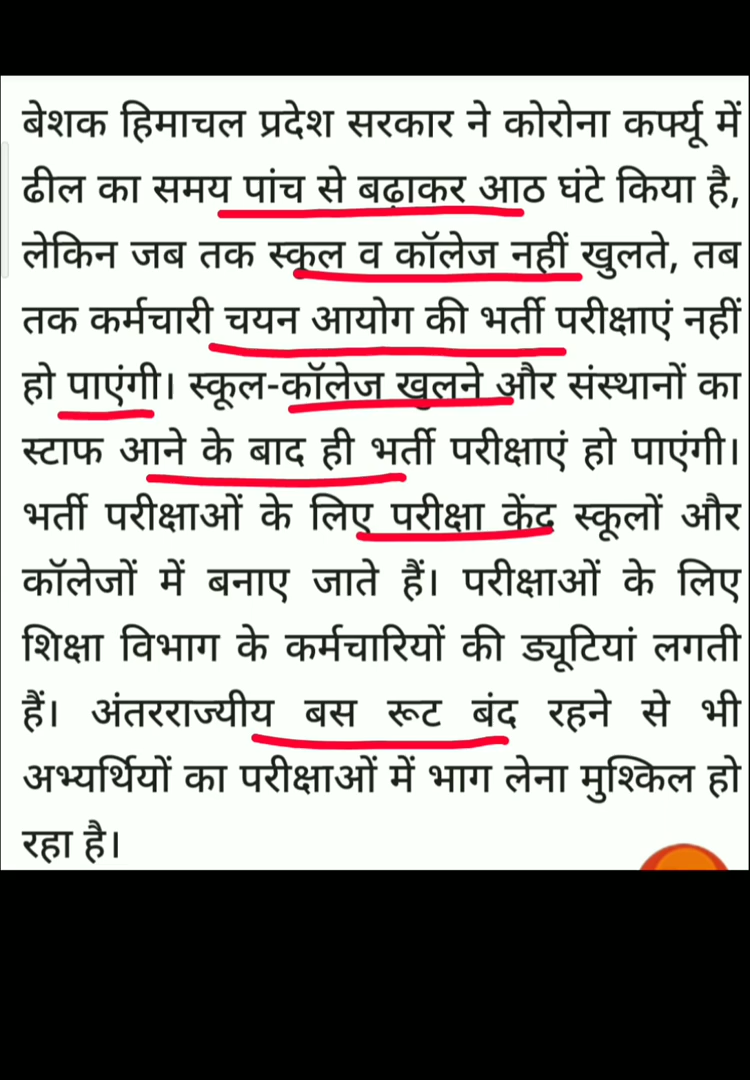 बेशक हिमाचल प्रदेश सरकार ने कोरोना कर्फ्यू में
ढील का समय पांच से बढ़ाकर आठ घंटे किया है,
लेकिन जब तक स्कूल व कॉलेज नहीं खुलते, तब
तक कर्मचारी चयन आयोग की भर्ती परीक्षाएं नहीं
हो पाएंगी। स्कूल-कॉलेज खुलने और संस्थानों का
स्टाफ आने के बाद ही भर्ती परीक्षाएं हो पाएंगी।
भर्ती परीक्षाओं के लिए परीक्षा केंद्र स्कूलों और
कॉलेजों में बनाए जाते हैं। परीक्षाओं के लिए
शिक्षा विभाग के कर्मचारियों की ड्यूटियां लगती
हैं। अंतरराज्यीय बस रूट बंद रहने से भी
अभ्यर्थियों का परीक्षाओं में भाग लेना मुश्किल हो
रहा है।